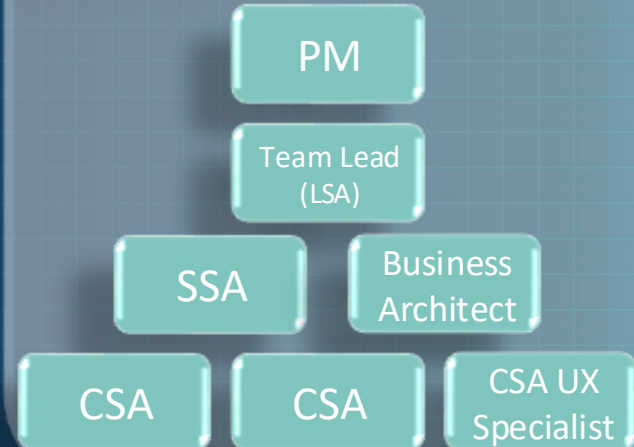 PM
Team Lead
(LSA)
SSA
Business
Architect
CSA
CSA
CSA UX
Specialist